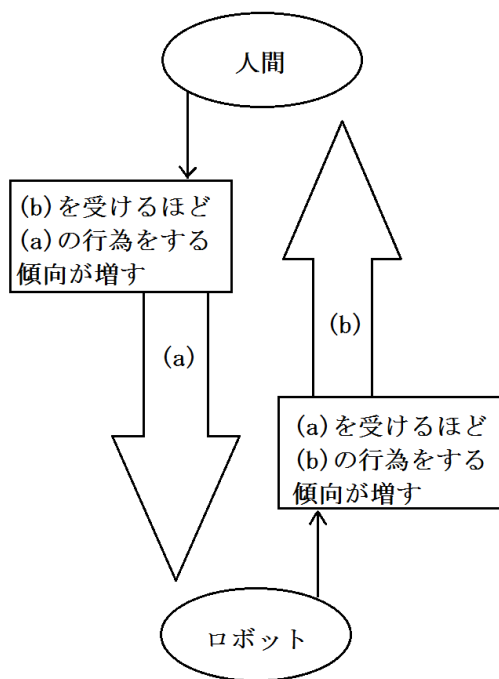 人間
(b)を受けるほど
(a)の行為をする
傾向が増す
(a)
(b)
(a)を受けるほど
(b)の行為をする
傾向が増す
ロボット